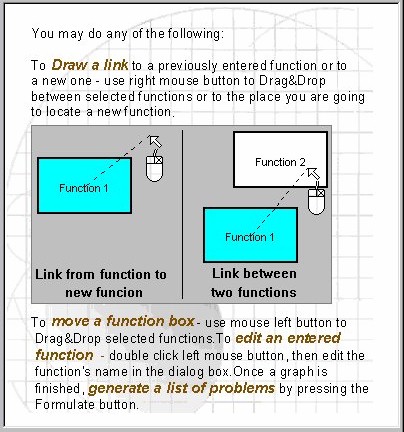 You may do any of the following:
To Draw a link to a previously entered function or to
a new one - use right mouse button to Drag&Drop
between selected functions or to the place you are going
to locate a new function.
Function 1
Link from function to
new funcion
Function 2
Function 1
Link between
two functions
To move a function box - use mouse left button to
Drag&Drop selected functions.To edit an entered
function - double click left mouse button, then edit the
function's name in the dialog box.Once a graph is
finished, generate a list of problems by pressing the
Formulate button.